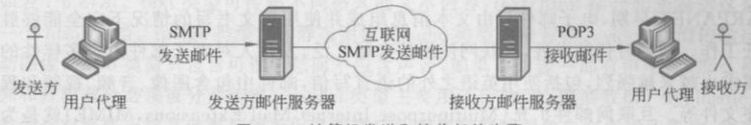 SMTP
发送邮件
互联网
SMTP发送邮件
POP3
接收邮件
发送方
用户代理
发送方邮件服务器
接收方邮件服务器
用户代理
接收方